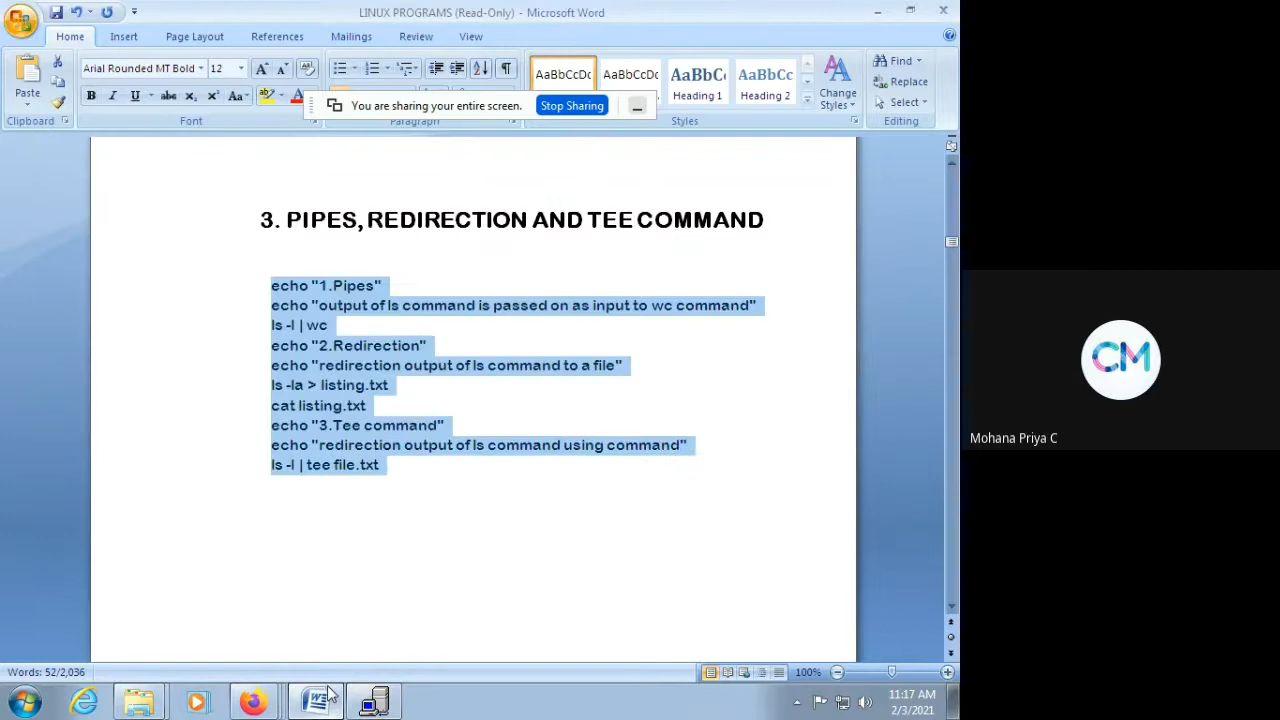 LINUX PROGRAMS (Read-Only) - Microsoft Word
Home Insert Page Layout References Mailings Review View
Paste
Clipboard
Arial Rounded MT Bold 12
B I U abc x₂ x² Aa
Font
You are sharing your entire screen. Stop Sharing
Paragraph
AaBbCcDc AaBbCcDc AaBbC AaBbCc
Heading 1 Heading 2
Change Styles
Styles
Find
Replace
Select
Editing
3. PIPES, REDIRECTION AND TEE COMMAND
echo "1.Pipes"
echo "output of ls command is passed on as input to wc command"
ls -l | wc
echo "2.Redirection"
echo "redirection output of ls command to a file"
ls -la > listing.txt
cat listing.txt
echo "3.Tee command"
echo "redirection output of ls command using command"
ls -l | tee file.txt
CM
Mohana Priya C
Words: 52/2,036
100%
11:17 AM
2/3/2021